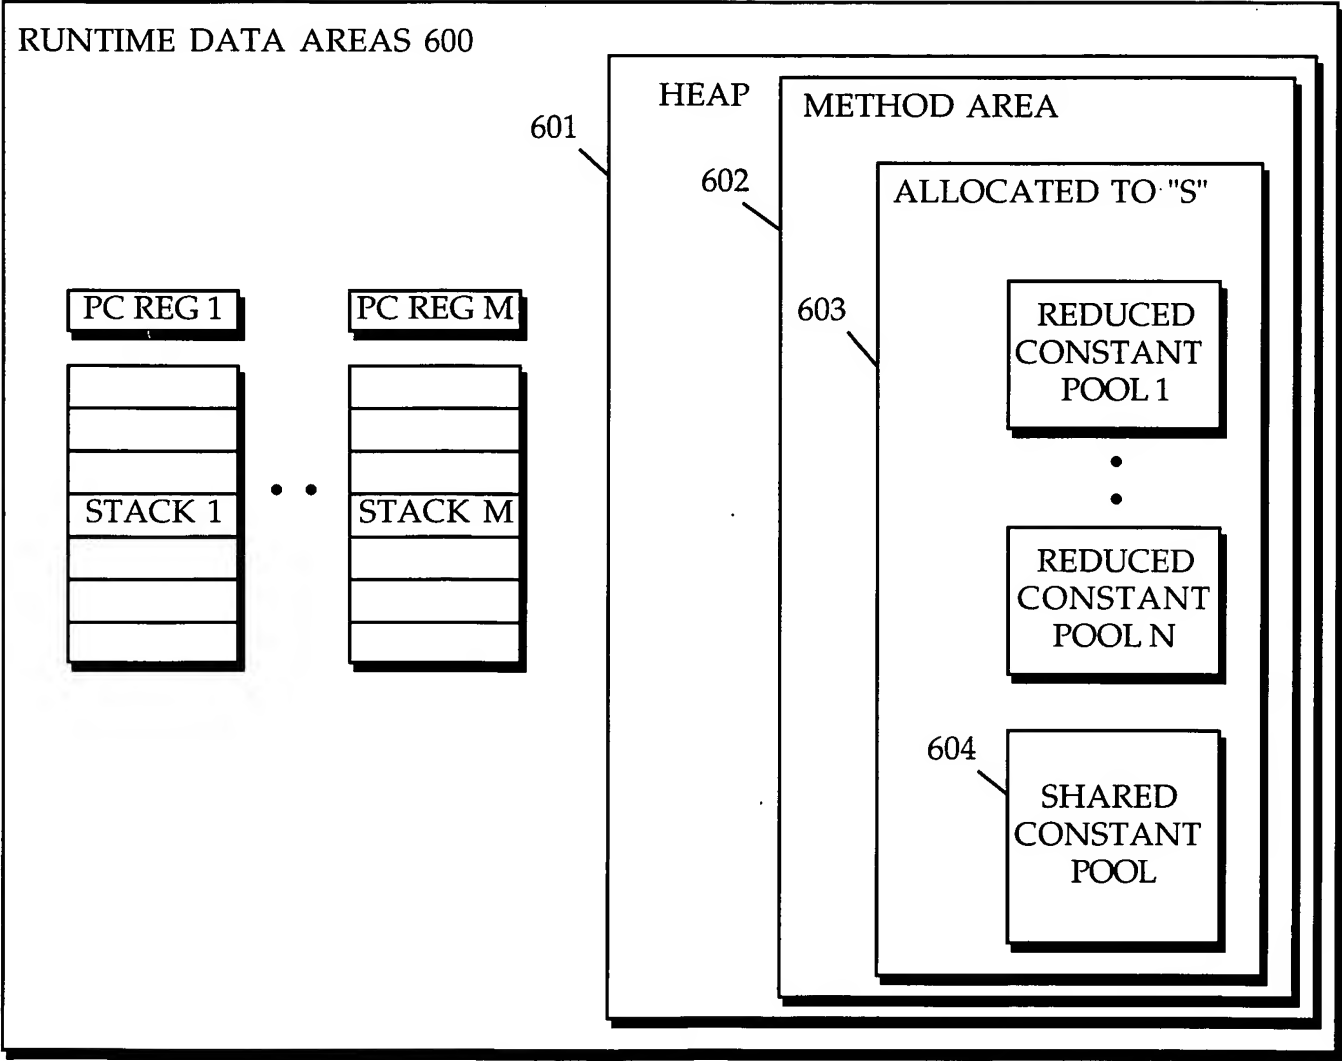 RUNTIME DATA AREAS 600
HEAP
METHOD AREA
601
602
ALLOCATED TO "S"
603
PC REG 1
PC REG M
STACK 1
STACK M
REDUCED
CONSTANT
POOL 1
REDUCED
CONSTANT
POOL N
604
SHARED
CONSTANT
POOL